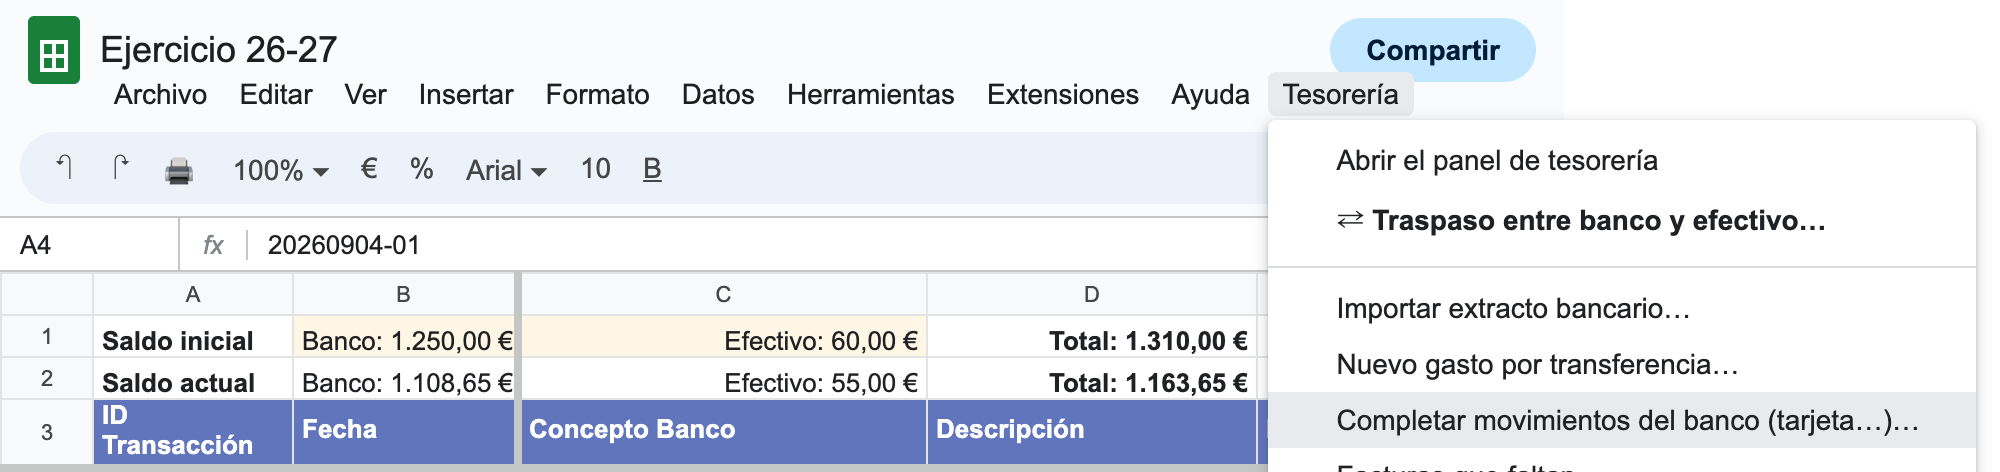 Ejercicio 26-27
Compartir
Archivo Editar Ver Insertar Formato Datos Herramientas Extensiones Ayuda Tesorería
100% € % Arial 10 B
A4 fx 20260904-01
Abrir el panel de tesorería
⇄ Traspaso entre banco y efectivo…
Importar extracto bancario…
Nuevo gasto por transferencia…
Completar movimientos del banco (tarjeta…)…
A B C D
1 Saldo inicial Banco: 1.250,00 € Efectivo: 60,00 € Total: 1.310,00 €
2 Saldo actual Banco: 1.108,65 € Efectivo: 55,00 € Total: 1.163,65 €
3 ID Transacción Fecha Concepto Banco Descripción